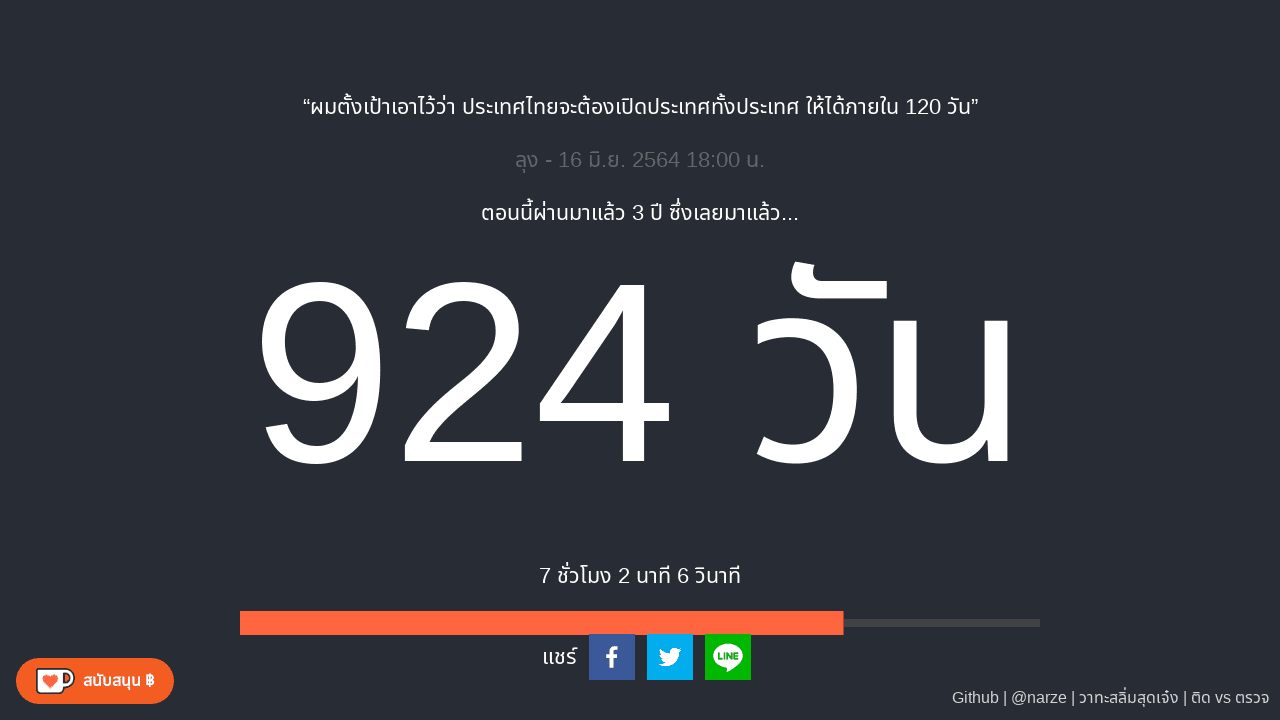 “ผมตั้งเป้าเอาไว้ว่า ประเทศไทยจะต้องเปิดประเทศทั้งประเทศ ให้ได้ภายใน 120 วัน”
ลุง - 16 มิ.ย. 2564 18:00 น.
ตอนนี้ผ่านมาแล้ว 3 ปี ซึ่งเลยมาแล้ว...
924 วัน
7 ชั่วโมง 2 นาที 6 วินาที
แชร์
LINE
สนับสนุน ฿
Github | @narze | วาทะสลิ่มสุดเจ๋ง | ติด vs ตรวจ